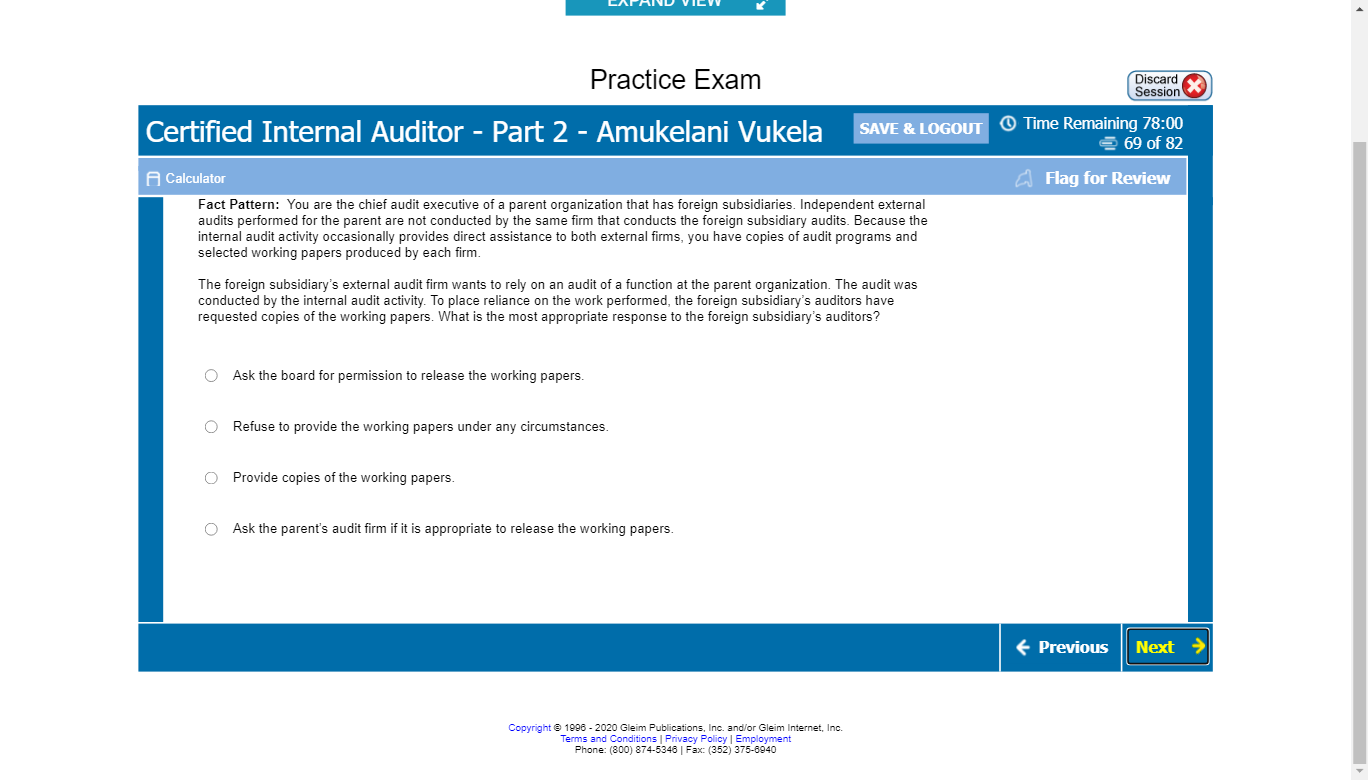 EXPAND VIEW
Practice Exam
Discard
Session
Certified Internal Auditor - Part 2 - Amukelani Vukela
SAVE & LOGOUT
Time Remaining 78:00
69 of 82
Calculator
Flag for Review
Fact Pattern: You are the chief audit executive of a parent organization that has foreign subsidiaries. Independent external
audits performed for the parent are not conducted by the same firm that conducts the foreign subsidiary audits. Because the
internal audit activity occasionally provides direct assistance to both external firms, you have copies of audit programs and
selected working papers produced by each firm.
The foreign subsidiary's external audit firm wants to rely on an audit of a function at the parent organization. The audit was
conducted by the internal audit activity. To place reliance on the work performed, the foreign subsidiary's auditors have
requested copies of the working papers. What is the most appropriate response to the foreign subsidiary's auditors?
Ask the board for permission to release the working papers.
Refuse to provide the working papers under any circumstances.
Provide copies of the working papers.
Ask the parent's audit firm if it is appropriate to release the working papers.
Previous
Next
Copyright © 1996 - 2020 Gleim Publications, Inc. and/or Gleim Internet, Inc.
Terms and Conditions | Privacy Policy | Employment
Phone: (800) 874-5346 | Fax: (352) 375-6940